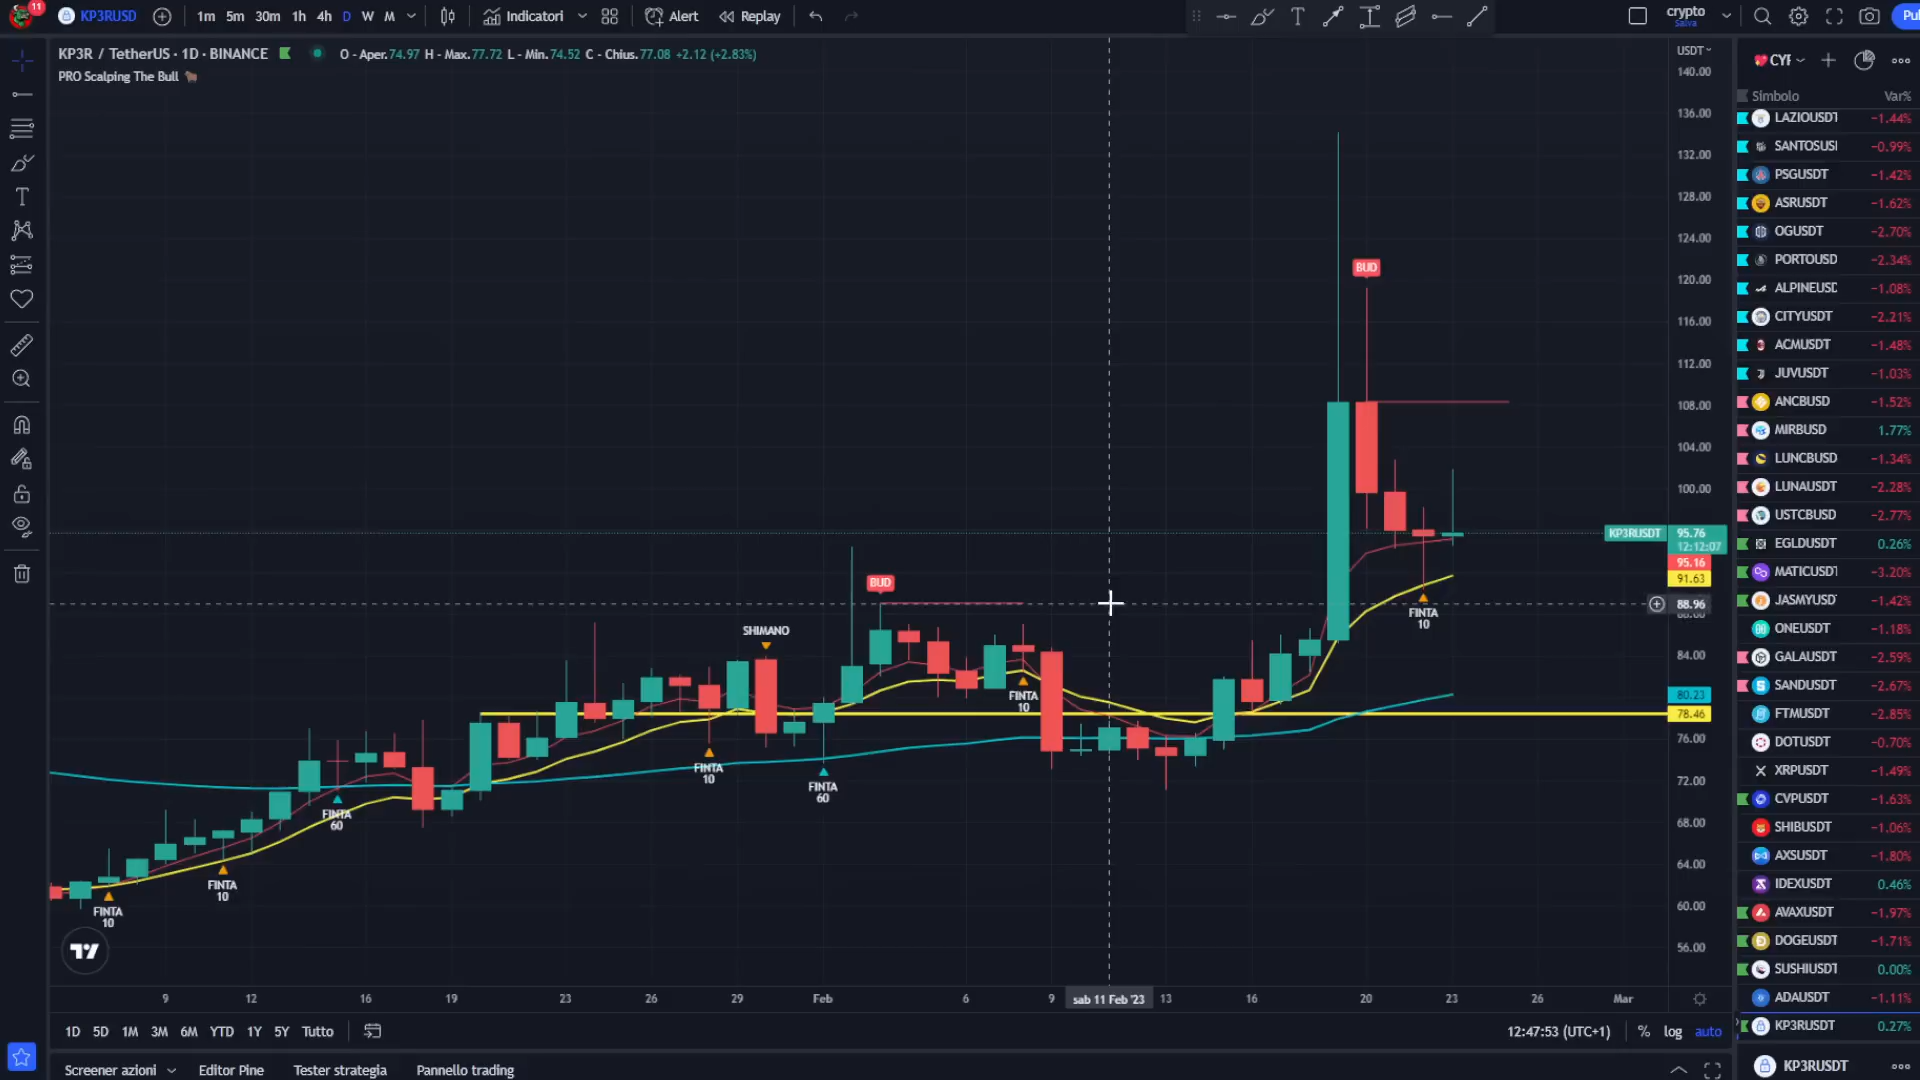 11
KP3RUSD
1m 5m 30m 1h 4h D W M
Indicatori
Alert
Replay
crypto
Salva
KP3R / TetherUS · 1D · BINANCE
O - Aper.74.97 H - Max.77.72 L - Min.74.52 C - Chius.77.08 +2.12 (+2.83%)
PRO Scalping The Bull
USDT
140.00
136.00
132.00
128.00
124.00
120.00
116.00
112.00
108.00
104.00
100.00
KP3RUSDT 95.76
12:12:07
95.16
91.63
88.96
84.00
80.23
78.46
76.00
72.00
68.00
64.00
60.00
56.00
BUD
BUD
SHIMANO
FINTA
10
FINTA
10
FINTA
10
FINTA
60
FINTA
60
FINTA
10
FINTA
10
9 12 16 19 23 26 29 Feb 6 9 sab 11 Feb '23 13 16 20 23 26 Mar
1D 5D 1M 3M 6M YTD 1Y 5Y Tutto
12:47:53 (UTC+1) % log auto
Screener azioni Editor Pine Tester strategia Pannello trading
Simbolo Var%
LAZIOUSDT −1.44%
SANTOSUSI −0.99%
PSGUSDT −1.42%
ASRUSDT −1.62%
OGUSDT −2.70%
PORTOUSD −2.34%
ALPINEUSD −1.08%
CITYUSDT −2.21%
ACMUSDT −1.48%
JUVUSDT −1.03%
ANCBUSD −1.52%
MIRBUSD 1.77%
LUNCBUSD −1.34%
LUNAUSDT −2.28%
USTCBUSD −2.77%
EGLDUSDT 0.26%
MATICUSDT −3.20%
JASMYUSD −1.42%
ONEUSDT −1.18%
GALAUSDT −2.59%
SANDUSDT −2.67%
FTMUSDT −2.85%
DOTUSDT −0.70%
XRPUSDT −1.49%
CVPUSDT −1.63%
SHIBUSDT −1.06%
AXSUSDT −1.80%
IDEXUSDT 0.46%
AVAXUSDT −1.97%
DOGEUSDT −1.71%
SUSHIUSDT 0.00%
ADAUSDT −1.11%
KP3RUSDT 0.27%
KP3RUSDT